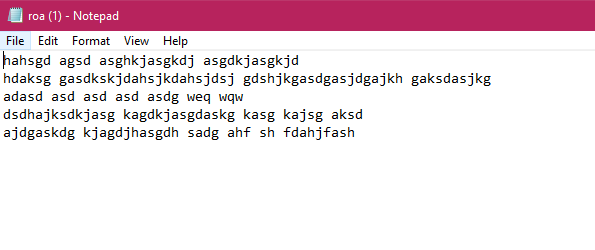 roa (1) - Notepad
File Edit Format View Help
hahsgd agsd asghkjasgkdj asgdkjasgkjd
hdaksg gasdkskjdahsjkdahsjdsj gdshjkgasdgasjdgajkh gaksdasjkg
adasd asd asd asd asdg weq wqw
dsdhajksdkjasg kagdkjasgdaskg kasg kajsg aksd
ajdgaskdg kjagdjhasgdh sadg ahf sh fdahjfash